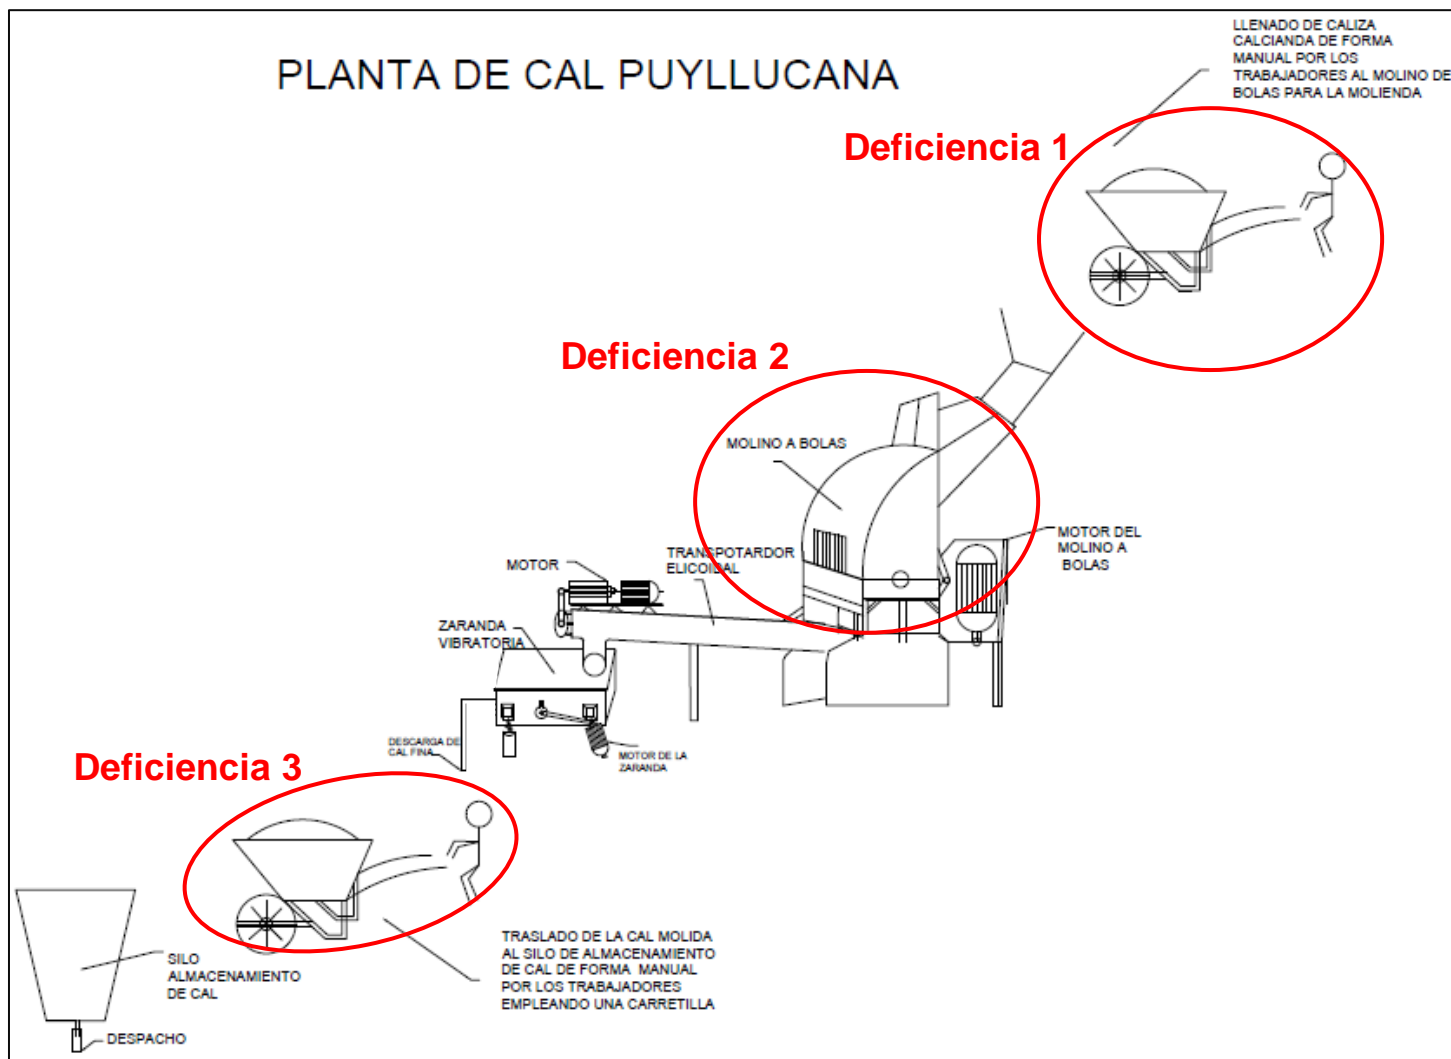 LLENADO DE CALIZA
CALCIANDA DE FORMA
MANUAL POR LOS
TRABAJADORES AL MOLINO DE
BOLAS PARA LA MOLIENDA
PLANTA DE CAL PUYLLUCANA
Deficiencia 1
Deficiencia 2
MOLINO A BOLAS
MOTOR DEL
MOLINO A
BOLAS
TRANSPOTARDOR
ELICOIDAL
MOTOR
ZARANDA
VIBRATORIA
DESCARGA DE
CAL FINA
MOTOR DE LA
ZARANDA
Deficiencia 3
TRASLADO DE LA CAL MOLIDA
AL SILO DE ALMACENAMIENTO
DE CAL DE FORMA MANUAL
POR LOS TRABAJADORES
EMPLEANDO UNA CARRETILLA
SILO
ALMACENAMIENTO
DE CAL
DESPACHO